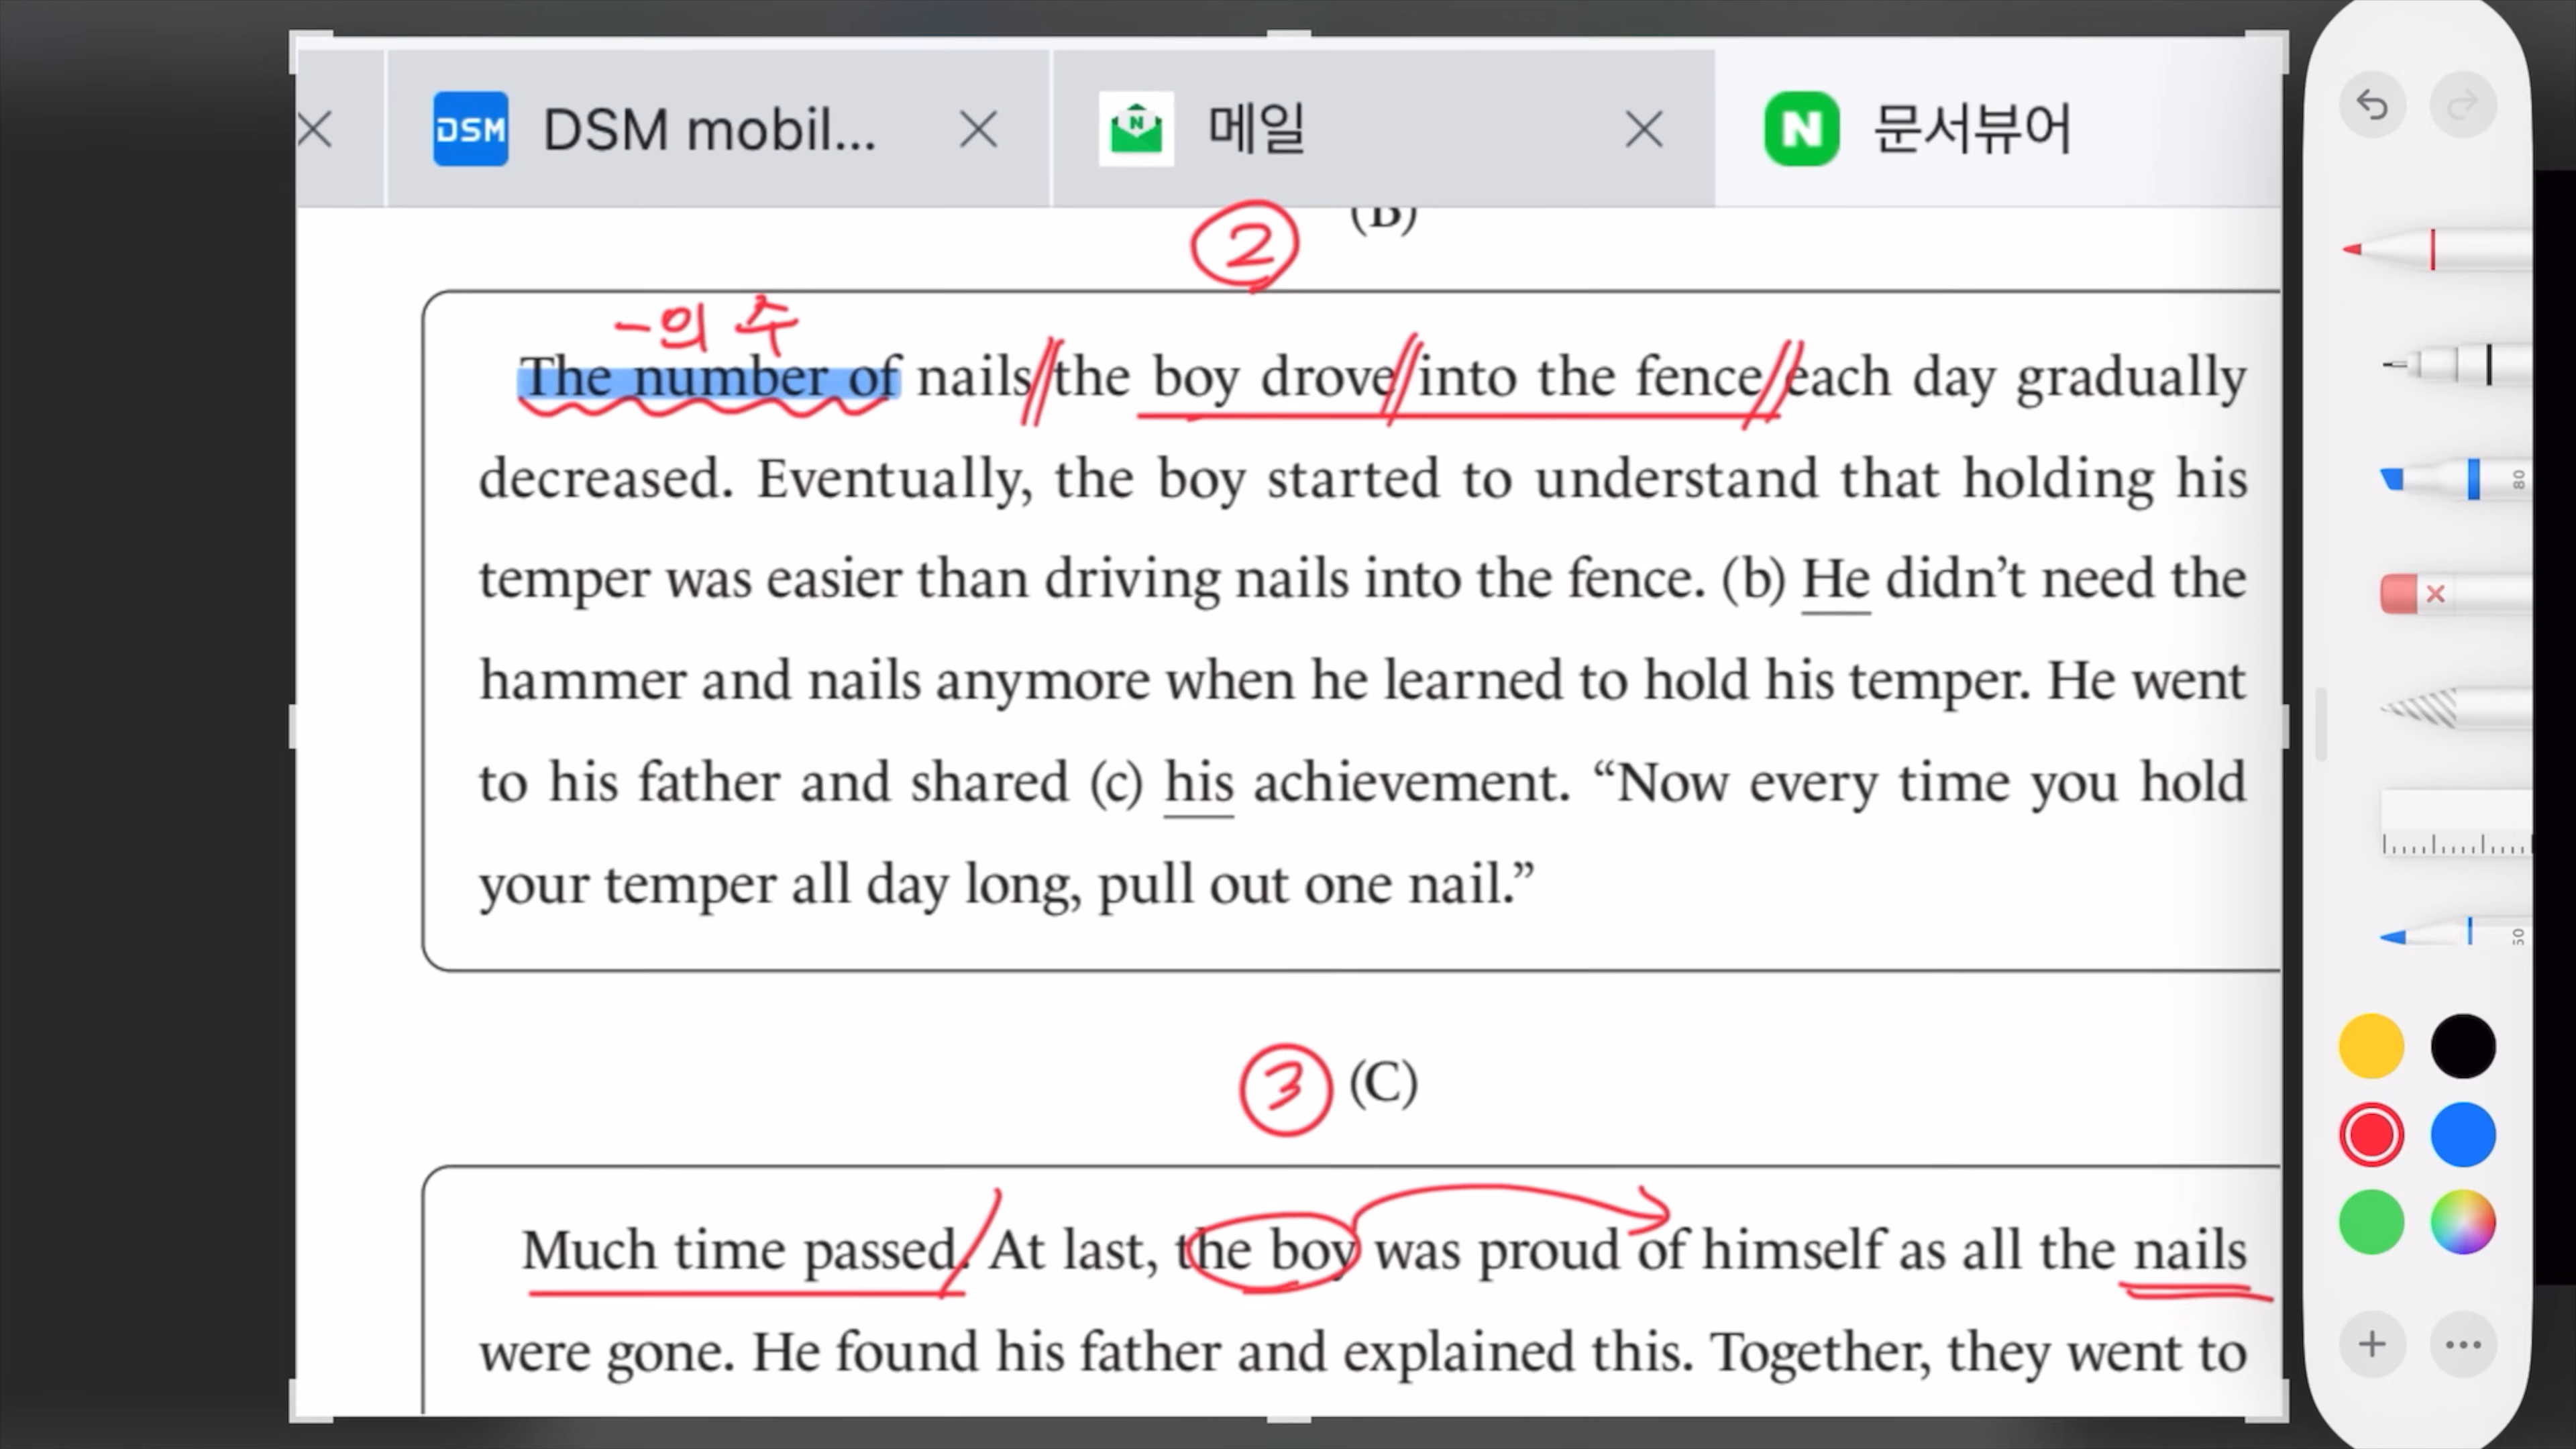 DSM DSM mobil... N 메일 N 문서뷰어
② (B)
-의 수
The number of nails the boy drove into the fence each day gradually
decreased. Eventually, the boy started to understand that holding his
temper was easier than driving nails into the fence. (b) He didn’t need the
hammer and nails anymore when he learned to hold his temper. He went
to his father and shared (c) his achievement. “Now every time you hold
your temper all day long, pull out one nail.”
③ (C)
Much time passed. At last, the boy was proud of himself as all the nails
were gone. He found his father and explained this. Together, they went to
80
50